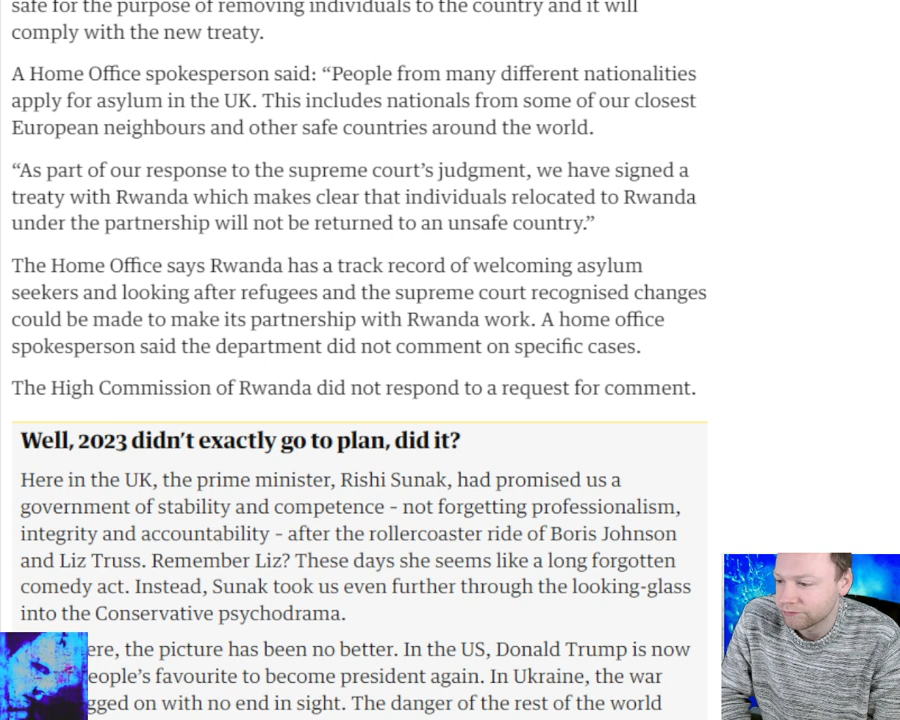 safe for the purpose of removing individuals to the country and it will
comply with the new treaty.
A Home Office spokesperson said: “People from many different nationalities
apply for asylum in the UK. This includes nationals from some of our closest
European neighbours and other safe countries around the world.
“As part of our response to the supreme court’s judgment, we have signed a
treaty with Rwanda which makes clear that individuals relocated to Rwanda
under the partnership will not be returned to an unsafe country.”
The Home Office says Rwanda has a track record of welcoming asylum
seekers and looking after refugees and the supreme court recognised changes
could be made to make its partnership with Rwanda work. A home office
spokesperson said the department did not comment on specific cases.
The High Commission of Rwanda did not respond to a request for comment.
Well, 2023 didn’t exactly go to plan, did it?
Here in the UK, the prime minister, Rishi Sunak, had promised us a
government of stability and competence – not forgetting professionalism,
integrity and accountability – after the rollercoaster ride of Boris Johnson
and Liz Truss. Remember Liz? These days she seems like a long forgotten
comedy act. Instead, Sunak took us even further through the looking-glass
into the Conservative psychodrama.
ere, the picture has been no better. In the US, Donald Trump is now
eople’s favourite to become president again. In Ukraine, the war
gged on with no end in sight. The danger of the rest of the world